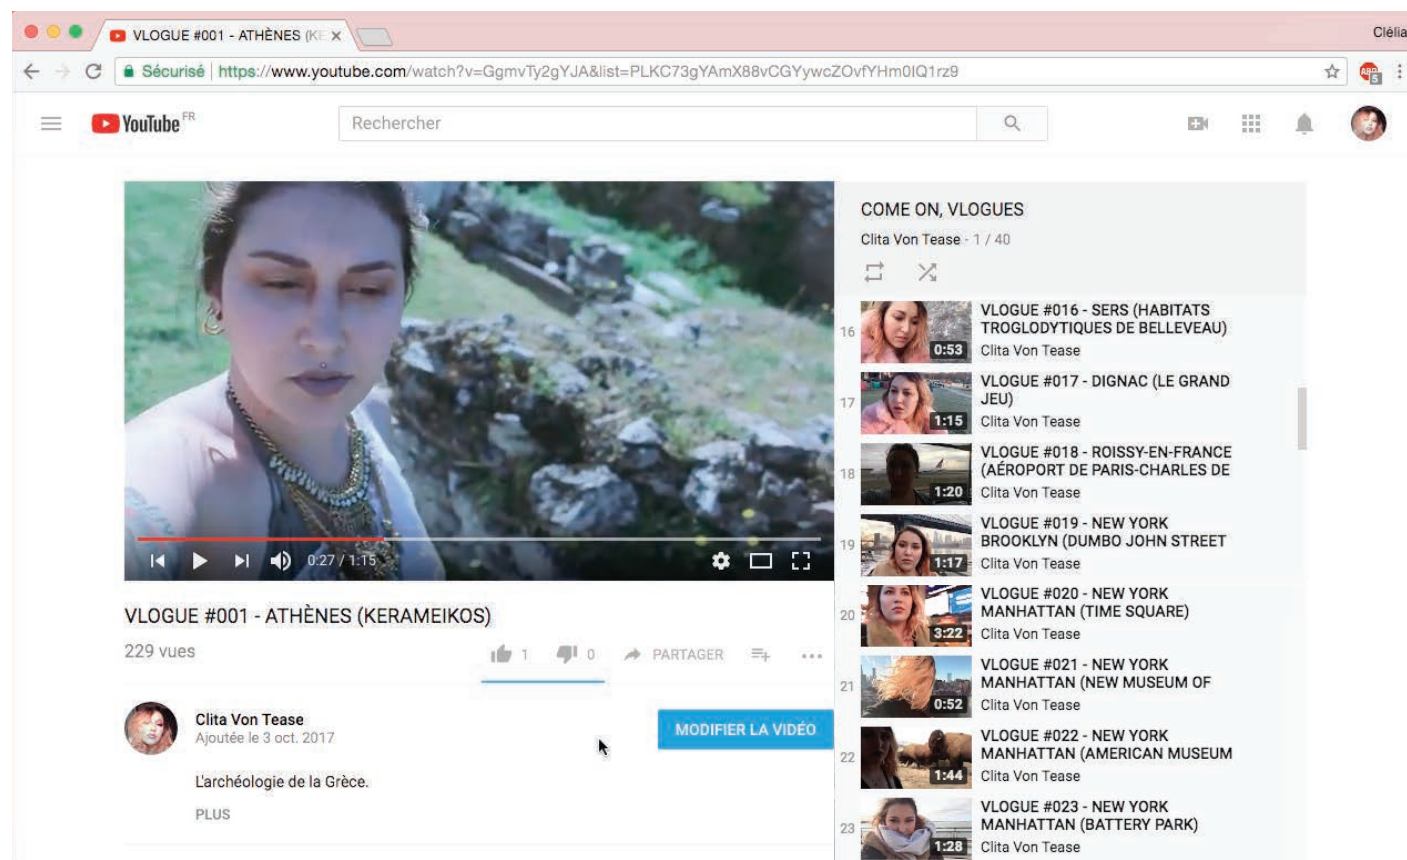 VLOGUE #001 - ATHÈNES (KE
Clélia
Sécurisé https://www.youtube.com/watch?v=GgmvTy2gYJA&list=PLKC73gYAmX88vCGYywcZOvfYHm0IQ1rz9
ABP
5
YouTube FR
Rechercher
0:27 / 1:15
VLOGUE #001 - ATHÈNES (KERAMEIKOS)
229 vues
1
0
PARTAGER
Clita Von Tease
Ajoutée le 3 oct. 2017
MODIFIER LA VIDÉO
L'archéologie de la Grèce.
PLUS
COME ON, VLOGUES
Clita Von Tease - 1 / 40
16
0:53
VLOGUE #016 - SERS (HABITATS
TROGLODYTIQUES DE BELLEVEAU)
Clita Von Tease
17
1:15
VLOGUE #017 - DIGNAC (LE GRAND
JEU)
Clita Von Tease
18
1:20
VLOGUE #018 - ROISSY-EN-FRANCE
(AÉROPORT DE PARIS-CHARLES DE
Clita Von Tease
19
1:17
VLOGUE #019 - NEW YORK
BROOKLYN (DUMBO JOHN STREET
Clita Von Tease
20
3:22
VLOGUE #020 - NEW YORK
MANHATTAN (TIME SQUARE)
Clita Von Tease
21
0:52
VLOGUE #021 - NEW YORK
MANHATTAN (NEW MUSEUM OF
Clita Von Tease
22
1:44
VLOGUE #022 - NEW YORK
MANHATTAN (AMERICAN MUSEUM
Clita Von Tease
23
1:28
VLOGUE #023 - NEW YORK
MANHATTAN (BATTERY PARK)
Clita Von Tease